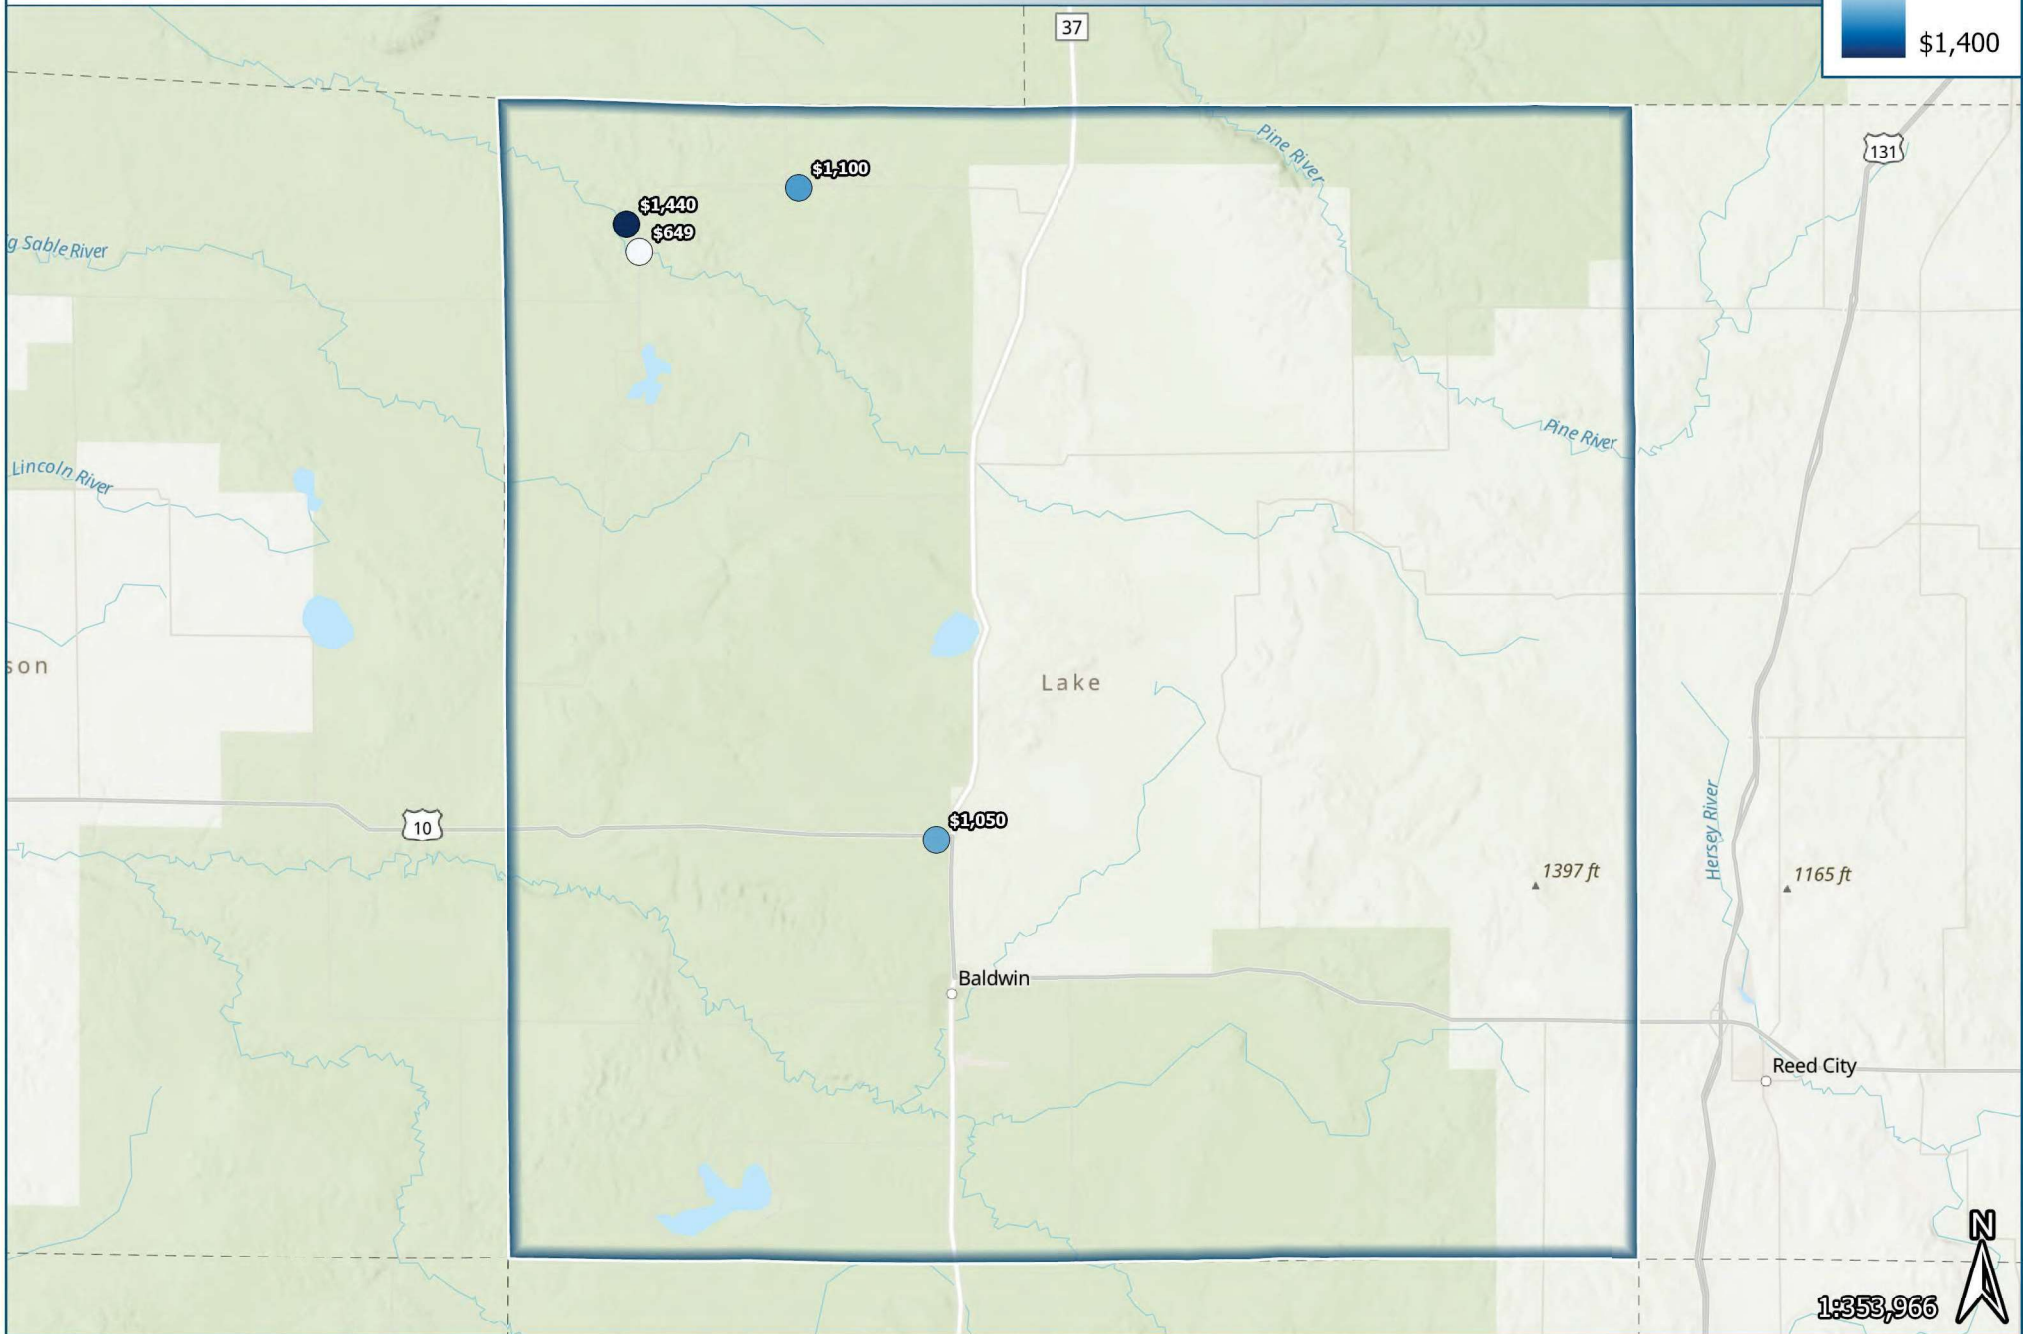 37
$1,400
Pine River
131
$1,100
$1,440
$649
g Sable River
Pine River
Lincoln River
son
Lake
10
$1,050
1397 ft
Hersey River
1165 ft
Baldwin
Reed City
N
1:353,966